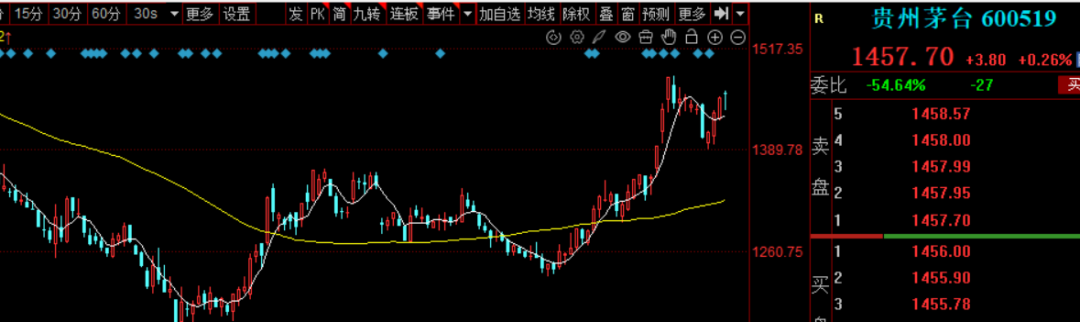 15分 30分 60分 30s 更多 设置 发 PK 简 九转 连板 事件 加自选 均线 除权 叠 窗 预测 更多
2↑
1517.35
1389.78
1260.75
R 贵州茅台 600519
1457.70 +3.80 +0.26%
委比 -54.64% -27 买
卖盘
5 1458.57
4 1458.00
3 1457.99
2 1457.95
1 1457.70
买
1 1456.00
2 1455.90
3 1455.78